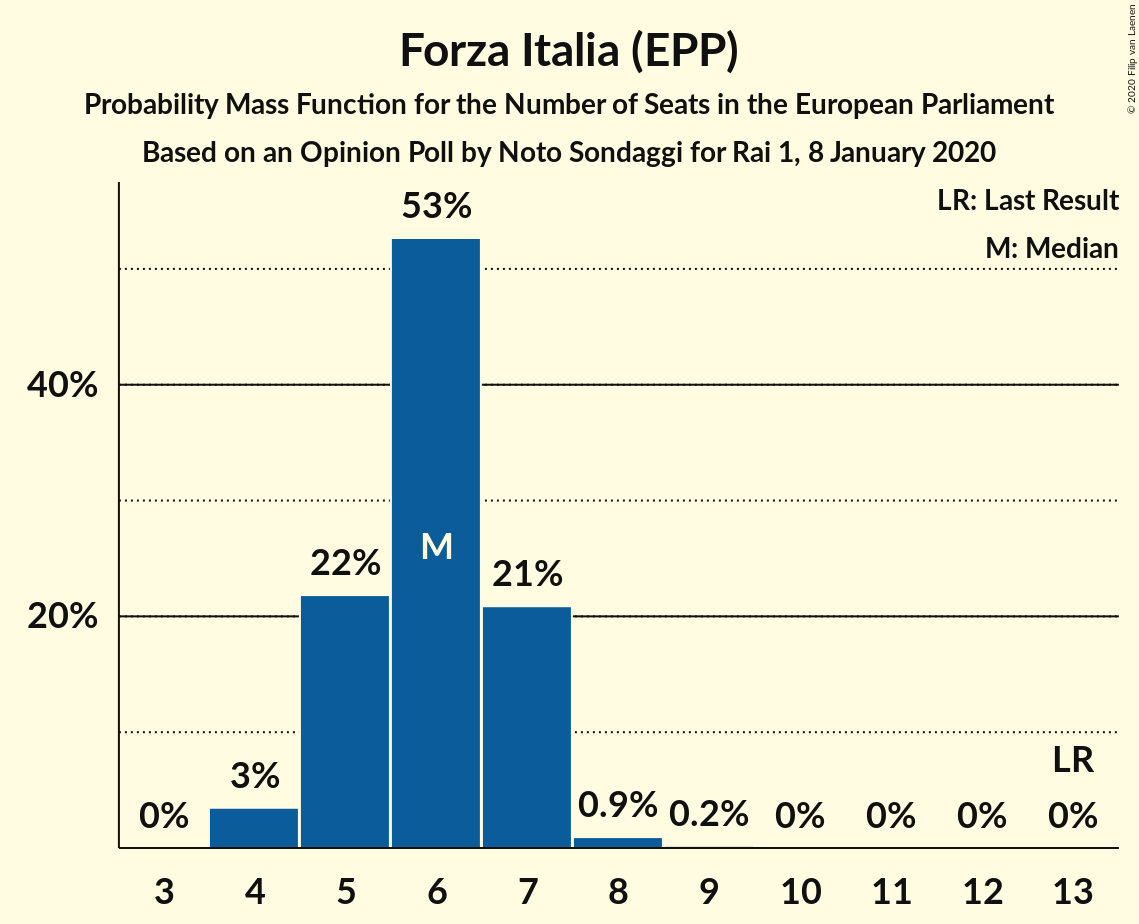 Forza Italia (EPP)
Probability Mass Function for the Number of Seats in the European Parliament
Based on an Opinion Poll by Noto Sondaggi for Rai 1, 8 January 2020
© 2020 Filip van Laenen
LR: Last Result
M: Median
53%
40%
22%
M
21%
20%
LR
3%
0%
0.9%
0.2%
0%
0%
0%
0%
3 4 5 6 7 8 9 10 11 12 13